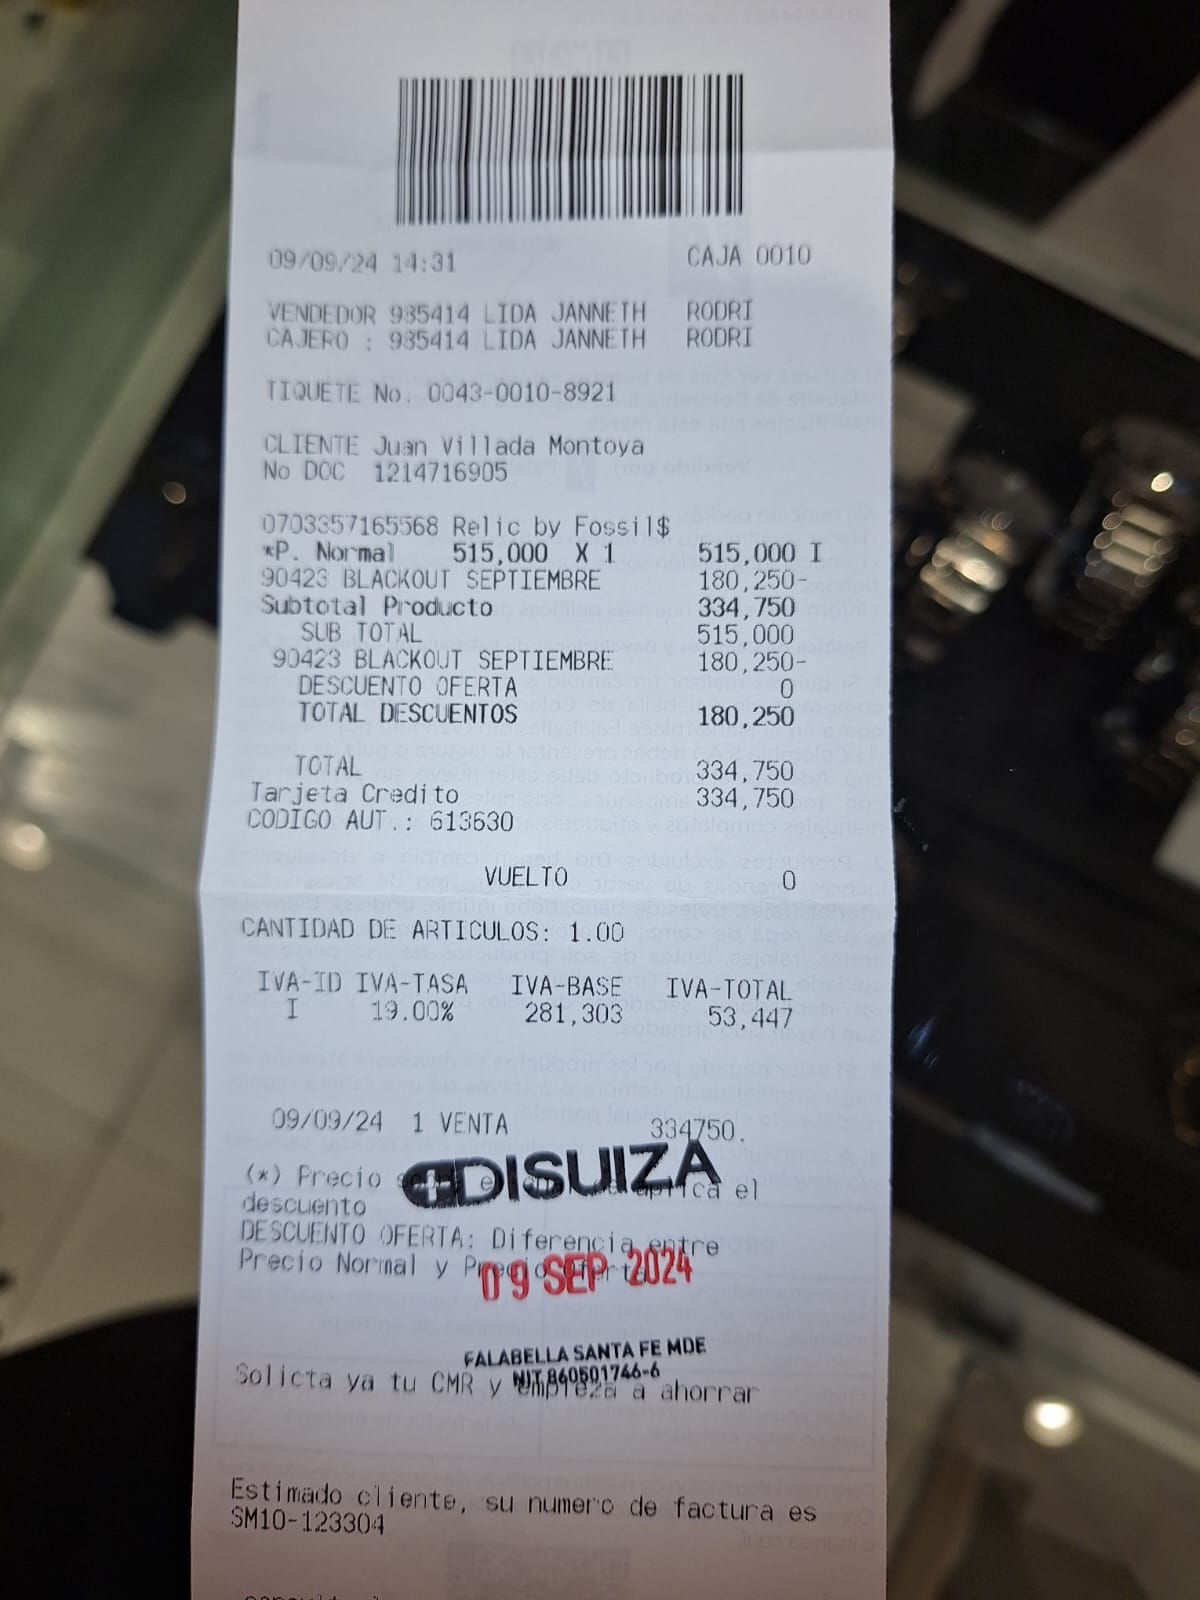 09/09/24 14:31 CAJA 0010
VENDEDOR 985414 LIDA JANNETH RODRI
CAJERO : 985414 LIDA JANNETH RODRI
TIQUETE No. 0043-0010-8921
CLIENTE Juan Villada Montoya
No DOC 1214716905
0703357165568 Relic by Fossil$
*P. Normal 515,000 X 1 515,000 I
90423 BLACKOUT SEPTIEMBRE 180,250-
Subtotal Producto 334,750
SUB TOTAL 515,000
90423 BLACKOUT SEPTIEMBRE 180,250-
DESCUENTO OFERTA 0
TOTAL DESCUENTOS 180,250
TOTAL 334,750
Tarjeta Credito 334,750
CODIGO AUT.: 613630
VUELTO 0
CANTIDAD DE ARTICULOS: 1.00
IVA-ID IVA-TASA IVA-BASE IVA-TOTAL
I 19.00% 281,303 53,447
09/09/24 1 VENTA 334750.
DISUIZA
(*) Precio el
descuento
DESCUENTO OFERTA: Diferencia entre
Precio Normal y
09 SEP 2024
FALABELLA SANTA FE MDE
NIT 860501746-6
Solicta ya tu CMR y empieza a ahorrar
Estimado cliente, su numero de factura es
SM10-123304